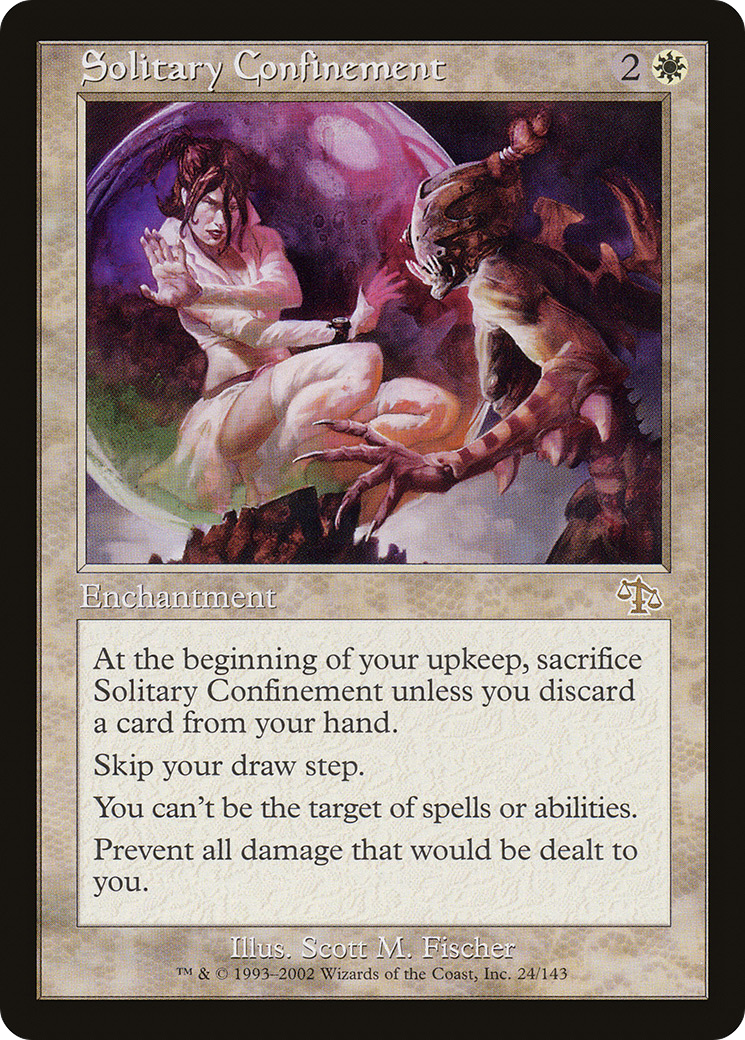 Solitary Confinement 2
Enchantment
At the beginning of your upkeep, sacrifice
Solitary Confinement unless you discard
a card from your hand.
Skip your draw step.
You can't be the target of spells or abilities.
Prevent all damage that would be dealt to
you.
Illus. Scott M. Fischer
™ & © 1993–2002 Wizards of the Coast, Inc. 24/143